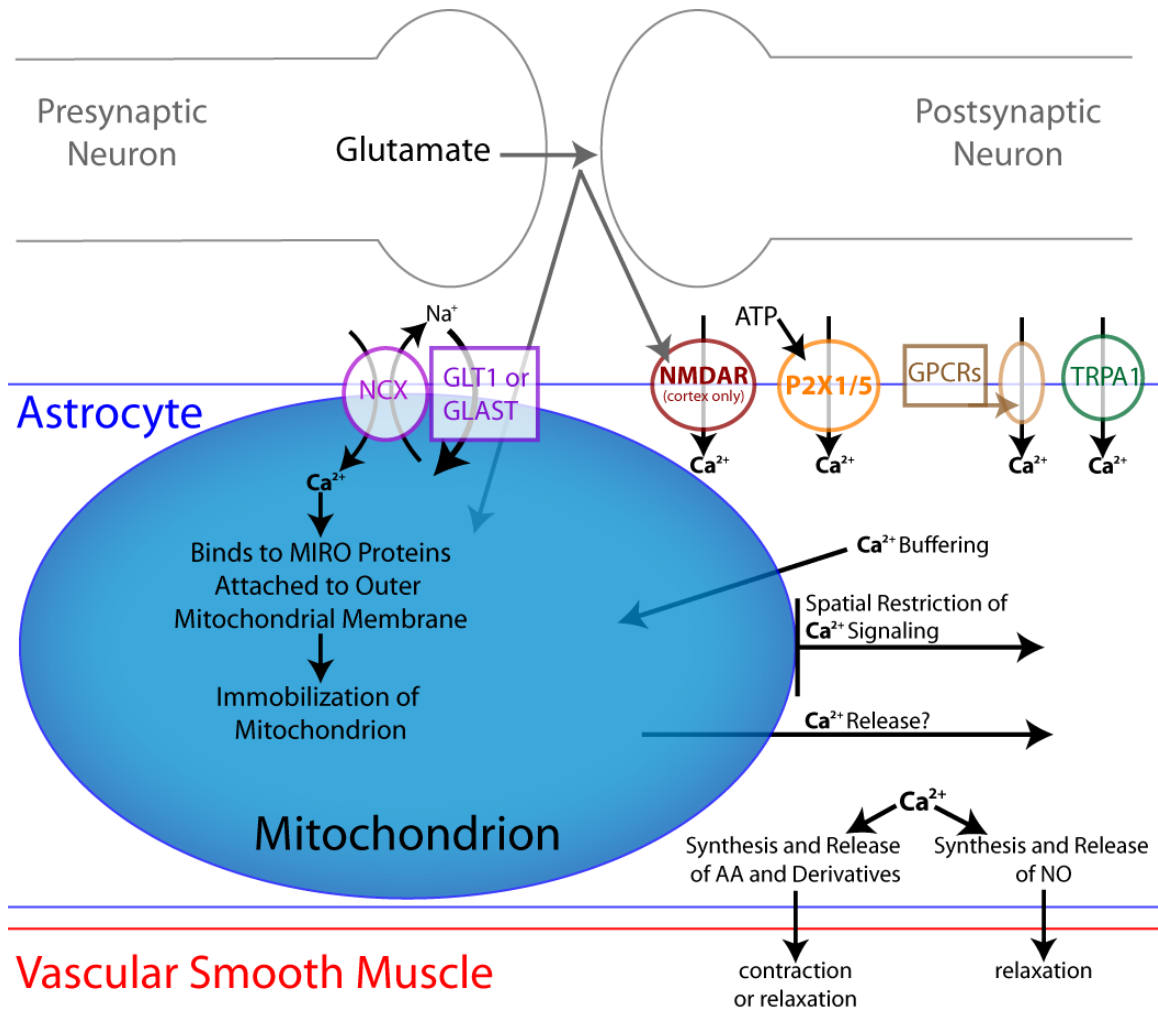 Presynaptic
Neuron
Glutamate
Postsynaptic
Neuron
Na⁺
ATP
NCX
GLT1 or
GLAST
NMDAR
(cortex only)
P2X1/5
GPCRs
TRPA1
Astrocyte
Ca²⁺
Ca²⁺
Ca²⁺
Ca²⁺
Ca²⁺
Binds to MIRO Proteins
Attached to Outer
Mitochondrial Membrane
Immobilization of
Mitochondrion
Ca²⁺ Buffering
Spatial Restriction of
Ca²⁺ Signaling
Ca²⁺ Release?
Mitochondrion
Ca²⁺
Synthesis and Release
of AA and Derivatives
Synthesis and Release
of NO
Vascular Smooth Muscle
contraction
or relaxation
relaxation